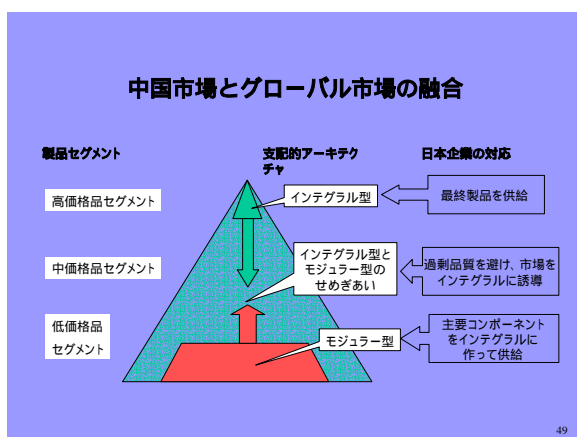 中国市場とグローバル市場の融合
製品セグメント
支配的アーキテク
チャ
日本企業の対応
高価格品セグメント
インテグラル型
最終製品を供給
中価格品セグメント
インテグラル型と
モジュラー型の
せめぎあい
過剰品質を避け、市場を
インテグラルに誘導
低価格品
セグメント
モジュラー型
主要コンポーネント
をインテグラルに
作って供給
49